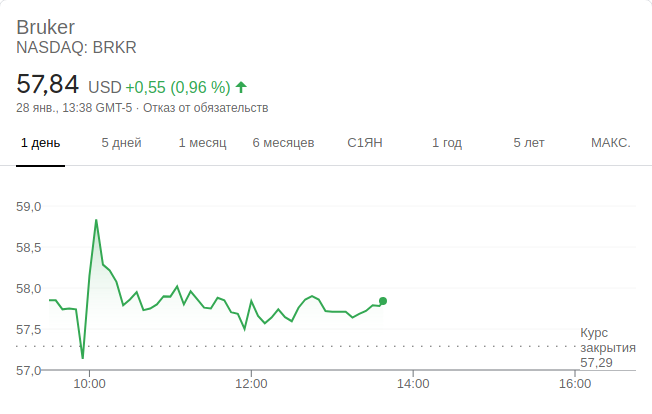 Bruker
NASDAQ: BRKR
57,84 USD +0,55 (0,96 %)
28 янв., 13:38 GMT-5 · Отказ от обязательств
1 день 5 дней 1 месяц 6 месяцев С1ЯН 1 год 5 лет МАКС.
59,0
58,5
58,0
57,5
57,0
Курс
закрытия
57,29
10:00 12:00 14:00 16:00